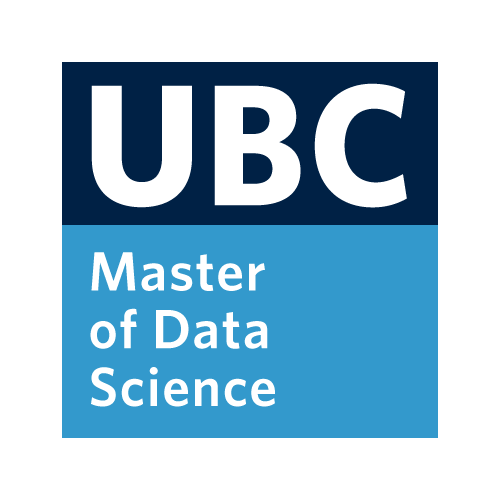 UBC
Master
of Data
Science